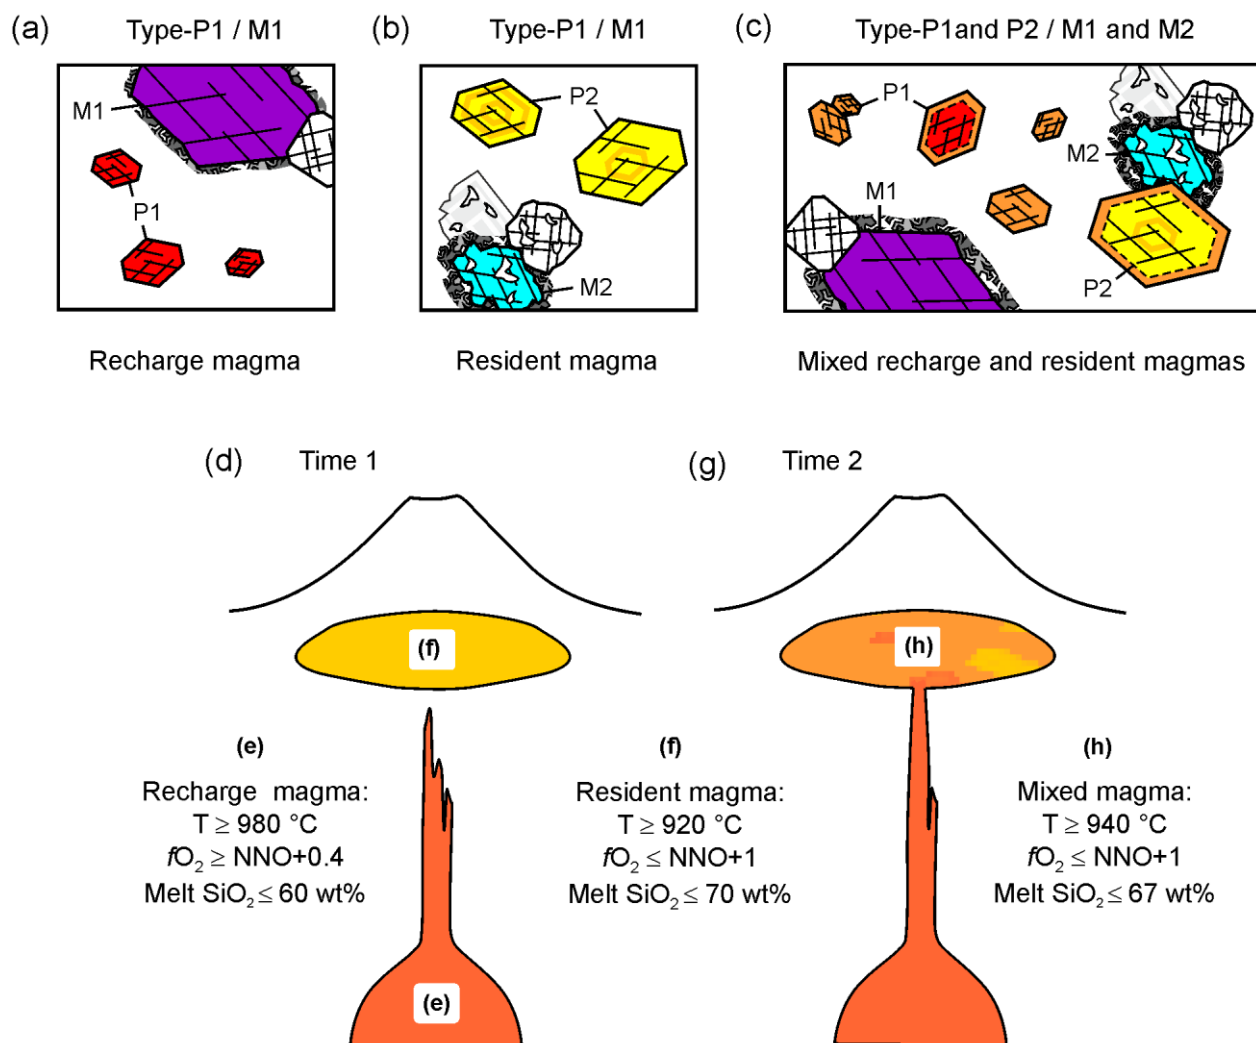 (a) Type-P1 / M1
M1
P1
Recharge magma
(b) Type-P1 / M1
P2
M2
Resident magma
(c) Type-P1and P2 / M1 and M2
P1
M2
M1
P2
Mixed recharge and resident magmas
(d) Time 1
(f)
(e)
Recharge magma:
T ≥ 980 °C
fO₂ ≥ NNO+0.4
Melt SiO₂ ≤ 60 wt%
(e)
(f)
Resident magma:
T ≥ 920 °C
fO₂ ≤ NNO+1
Melt SiO₂ ≤ 70 wt%
(g) Time 2
(h)
(h)
Mixed magma:
T ≥ 940 °C
fO₂ ≤ NNO+1
Melt SiO₂ ≤ 67 wt%